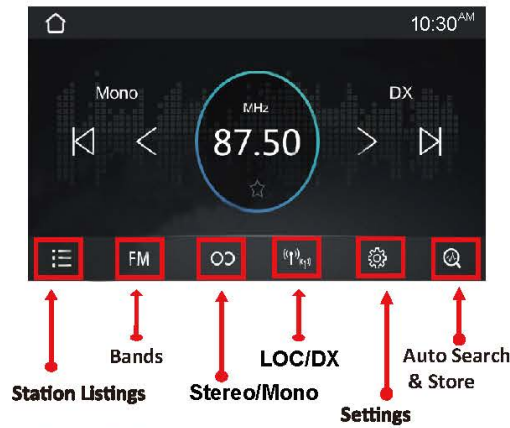 10:30AM
Mono
DX
MHz
87.50
FM
Bands
LOC/DX
Auto Search
& Store
Station Listings
Stereo/Mono
Settings